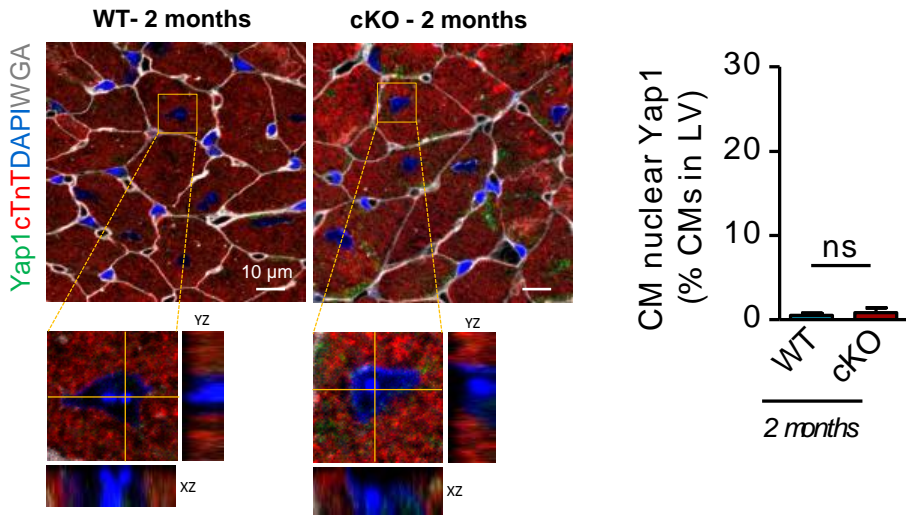 WT- 2 months
cKO - 2 months
Yap1cTnTDAPIWGA
10 µm
YZ
XZ
YZ
XZ
CM nuclear Yap1
(% CMs in LV)
30
20
10
0
ns
WT
cKO
2 months